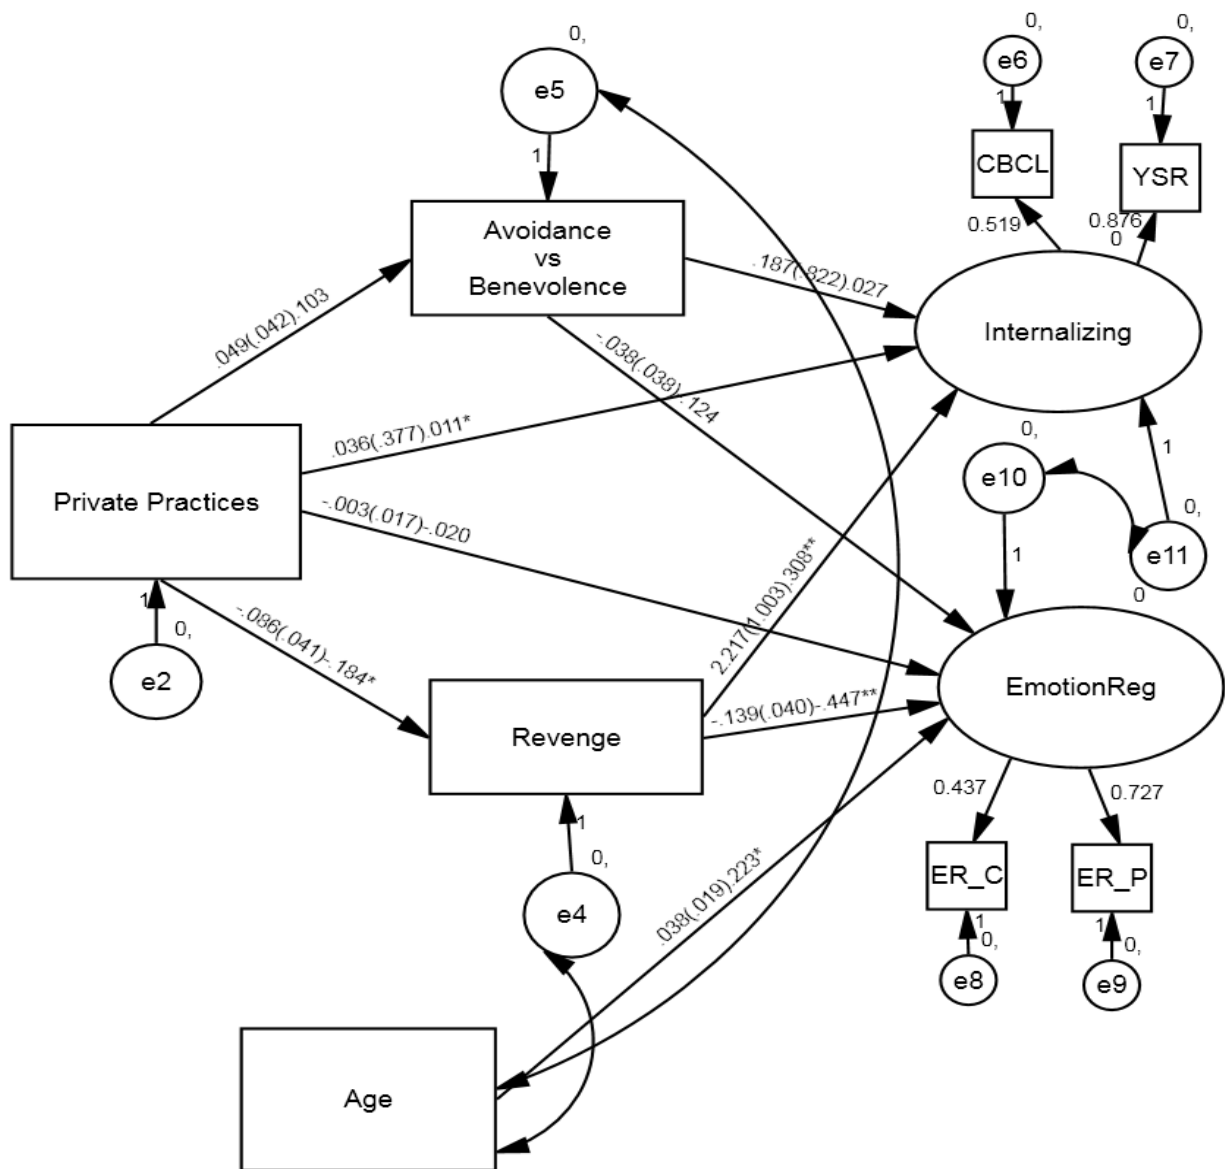 0,
e5
1
0,
e6
1
CBCL
0.519
0,
e7
1
YSR
0.876
0
Avoidance
vs
Benevolence
.187(.822).027
Internalizing
.049(.042).103
-.038(.038).124
.036(.377).011*
Private Practices
-.003(.017)-.020
2.217(1.003).308**
0,
e10
1
1
0,
e11
0
1
0,
e2
-.086(.041)-.184*
Revenge
-.139(.040)-.447**
EmotionReg
0.437
0.727
1
0,
e4
.038(.019).223*
ER_C
1
0,
e8
ER_P
1
0,
e9
Age